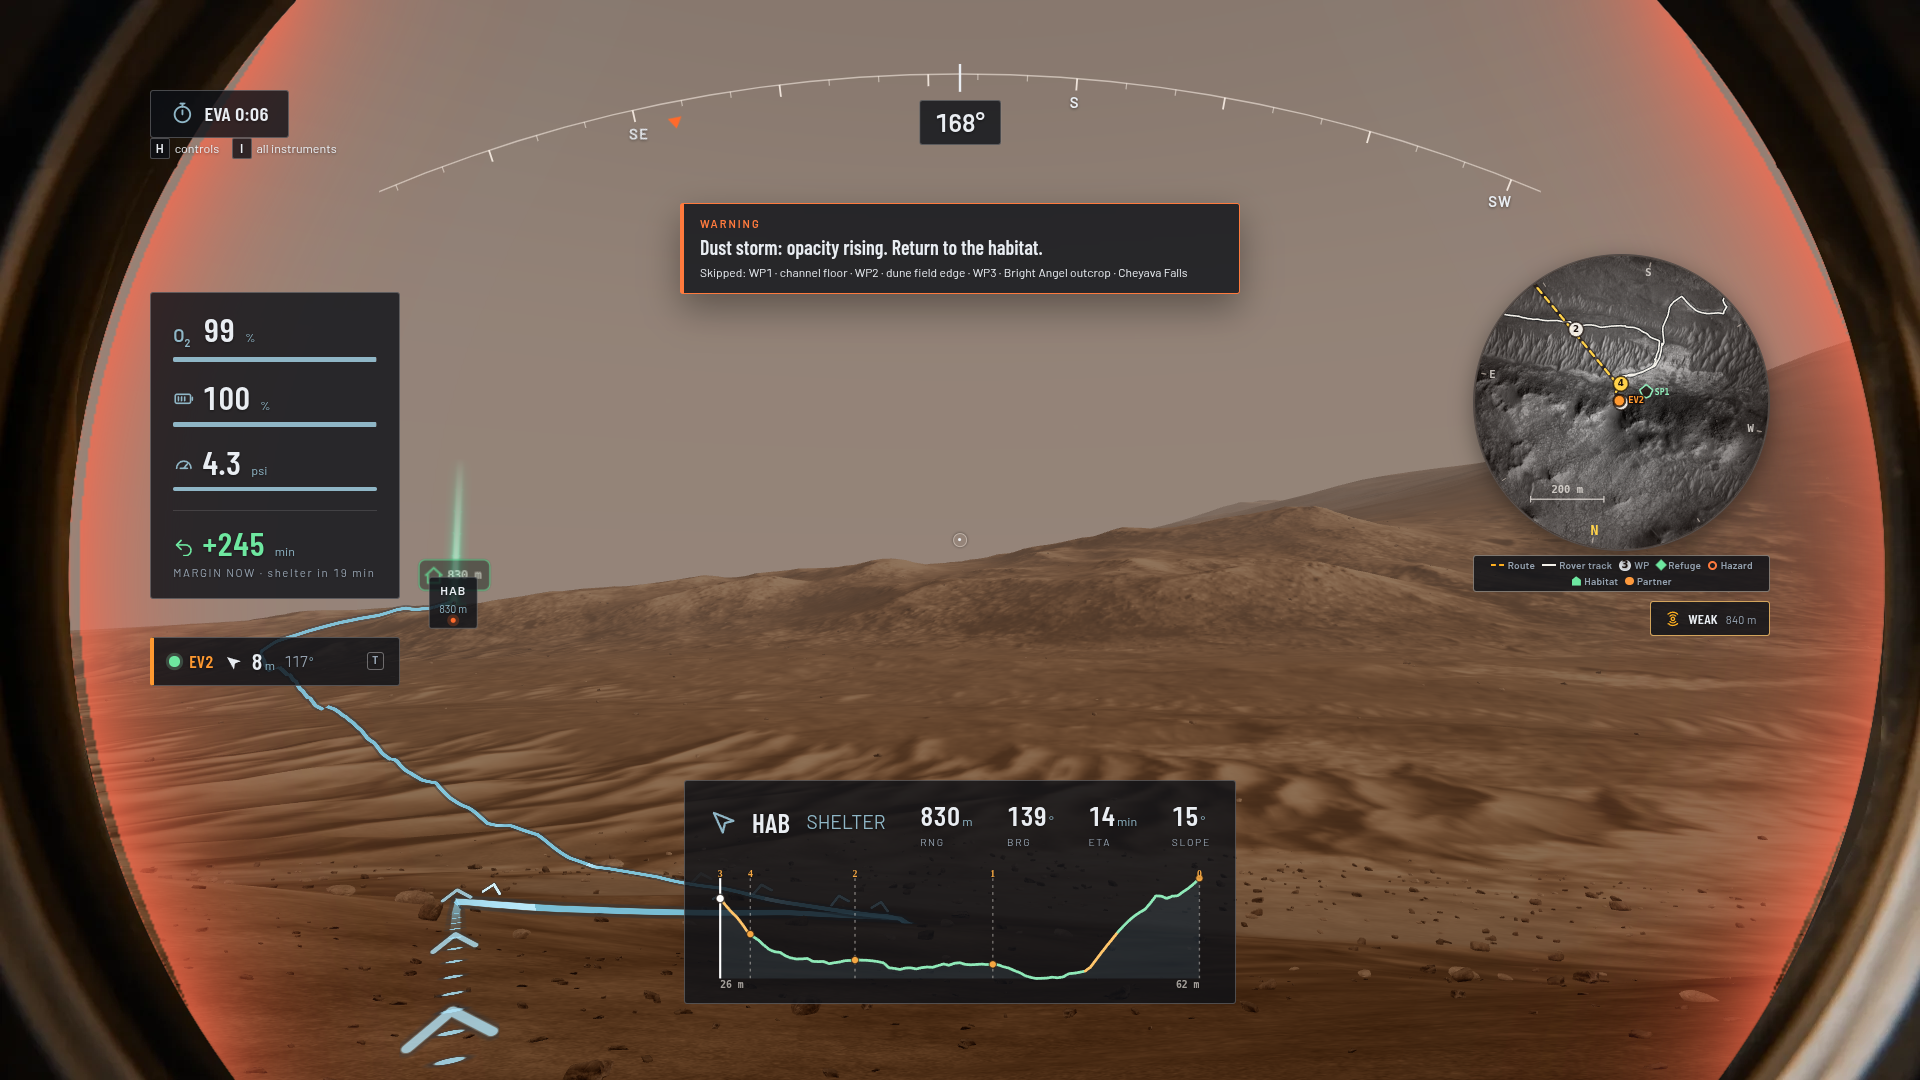 EVA 0:06
H controls I all instruments
SE
168°
S
SW
WARNING
Dust storm: opacity rising. Return to the habitat.
Skipped: WP1 · channel floor · WP2 · dune field edge · WP3 · Bright Angel outcrop · Cheyava Falls
O2 99 %
100 %
4.3 psi
+245 min
MARGIN NOW · shelter in 19 min
830 m
HAB
830 m
EV2 8 m 117° T
S
2
E
4
SP1
EV2
W
200 m
N
Route Rover track 3 WP Refuge Hazard
Habitat Partner
WEAK 840 m
HAB SHELTER 830 m 139° 14 min 15°
RNG BRG ETA SLOPE
3 4 2 1 0
26 m 62 m